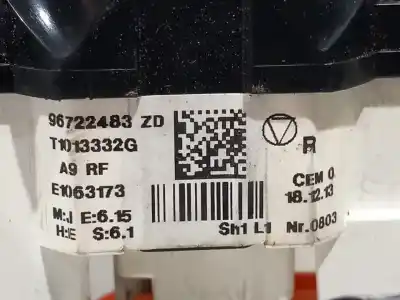 96722483 ZD
T1013332G
A9 RF
E1063173
M:I E:6.15
H:E S:6.1
Sh1 L1
R
CEM 0.
18.12.13
Nr.0803